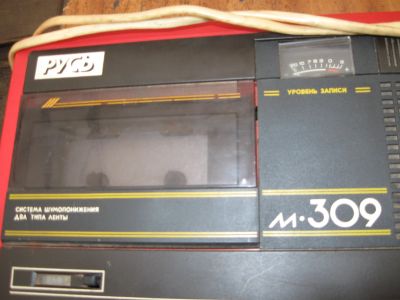 РУСЬ
УРОВЕНЬ ЗАПИСИ
СИСТЕМА ШУМОПОНИЖЕНИЯ
ДВА ТИПА ЛЕНТЫ
М·309